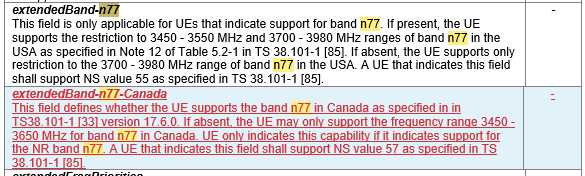 extendedBand-n77
This field is only applicable for UEs that indicate support for band n77. If present, the UE
supports the restriction to 3450 - 3550 MHz and 3700 - 3980 MHz ranges of band n77 in the
USA as specified in Note 12 of Table 5.2-1 in TS 38.101-1 [85]. If absent, the UE supports only
restriction to the 3700 - 3980 MHz range of band n77 in the USA. A UE that indicates this field
shall support NS value 55 as specified in TS 38.101-1 [85].
-
extendedBand-n77-Canada
This field defines whether the UE supports the band n77 in Canada as specified in in
TS38.101-1 [33] version 17.6.0. If absent, the UE may only support the frequency range 3450 -
3650 MHz for band n77 in Canada. UE only indicates this capability if it indicates support for
the NR band n77. A UE that indicates this field shall support NS value 57 as specified in TS
38.101-1 [85].
-